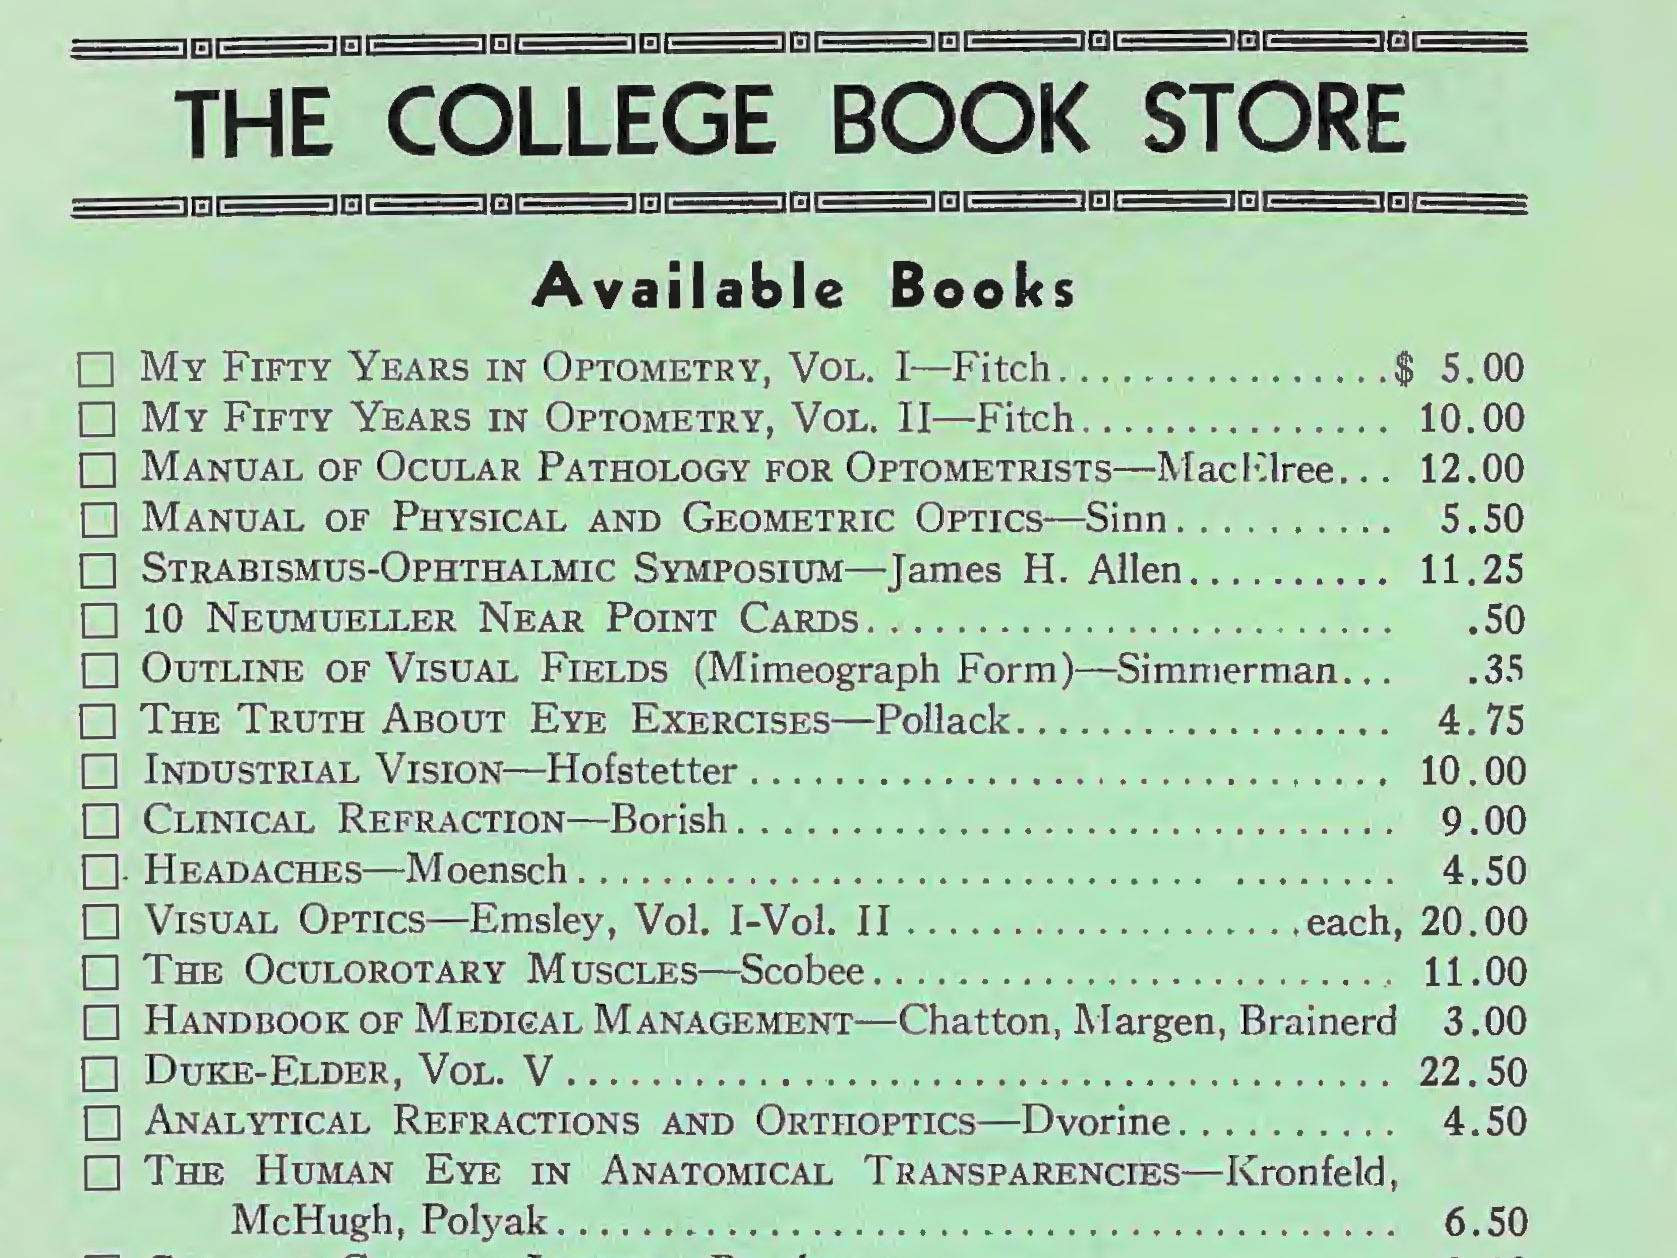 THE COLLEGE BOOK STORE
Available Books
☐ MY FIFTY YEARS IN OPTOMETRY, VOL. I—Fitch................$ 5.00
☐ MY FIFTY YEARS IN OPTOMETRY, VOL. II—Fitch............... 10.00
☐ MANUAL OF OCULAR PATHOLOGY FOR OPTOMETRISTS—MacElree... 12.00
☐ MANUAL OF PHYSICAL AND GEOMETRIC OPTICS—Sinn.......... 5.50
☐ STRABISMUS-OPHTHALMIC SYMPOSIUM—James H. Allen.......... 11.25
☐ 10 NEUMUELLER NEAR POINT CARDS......................... .50
☐ OUTLINE OF VISUAL FIELDS (Mimeograph Form)—Simmerman... .35
☐ THE TRUTH ABOUT EYE EXERCISES—Pollack.................. 4.75
☐ INDUSTRIAL VISION—Hofstetter ............................... 10.00
☐ CLINICAL REFRACTION—Borish................................ 9.00
☐ HEADACHES—Moensch................................ ........ 4.50
☐ VISUAL OPTICS—Emsley, Vol. I-Vol. II ...................each, 20.00
☐ THE OCULOROTARY MUSCLES—Scobee......................... 11.00
☐ HANDBOOK OF MEDICAL MANAGEMENT—Chatton, Margen, Brainerd 3.00
☐ DUKE-ELDER, VOL. V....................................... 22.50
☐ ANALYTICAL REFRACTIONS AND ORTHOPTICS—Dvorine........... 4.50
☐ THE HUMAN EYE IN ANATOMICAL TRANSPARENCIES—Kronfeld,
McHugh, Polyak........................................ 6.50